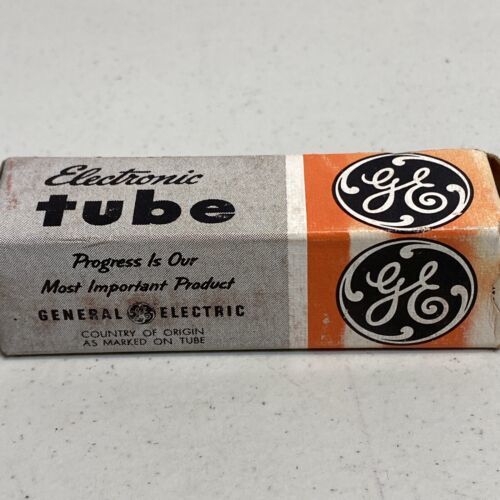 Electronic
tube
Progress Is Our
Most Important Product
GENERAL GE ELECTRIC
COUNTRY OF ORIGIN
AS MARKED ON TUBE
GE
GE